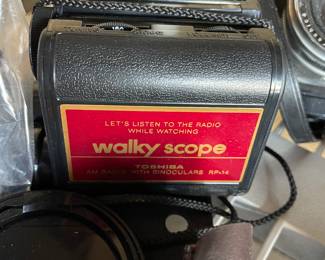 LET'S LISTEN TO THE RADIO
WHILE WATCHING
walky scope
TOSHIBA
AM RADIO WITH BINOCULARS RP-14